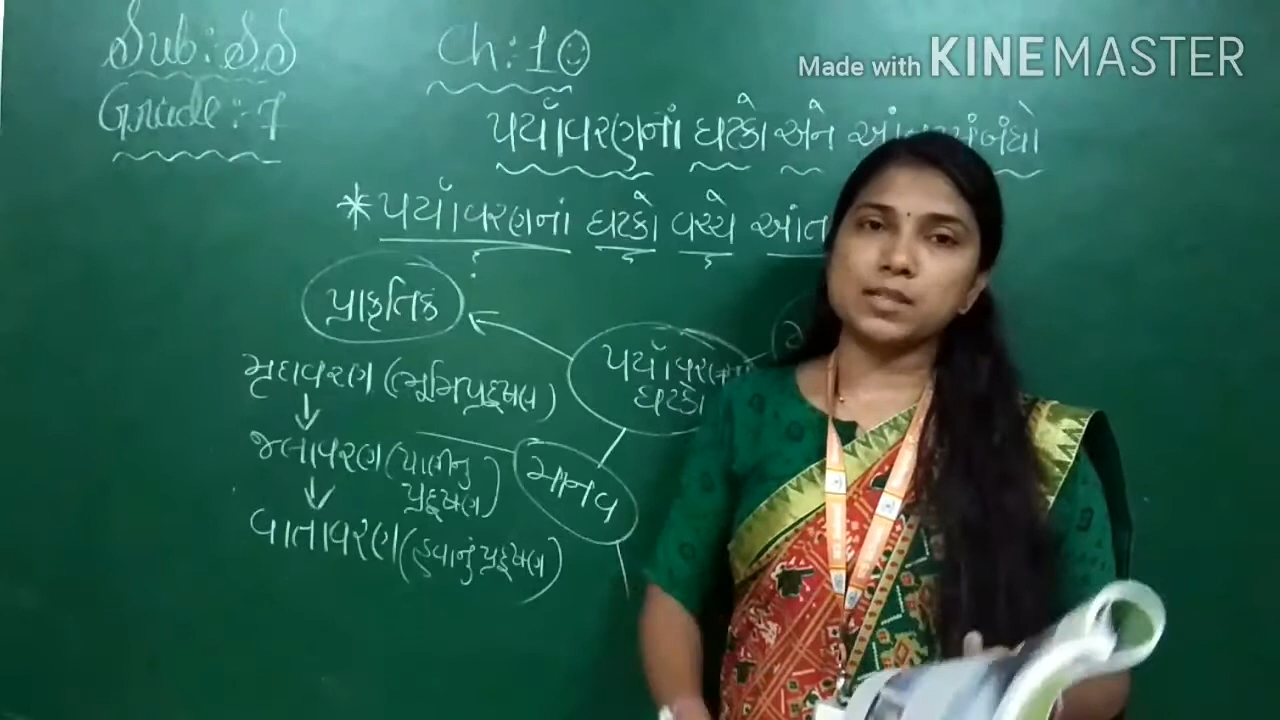 Sub: S.S
Grade:-7
Ch: 10
Made with KINEMASTER
પર્યાવરણનાં ઘટકો અને
*પર્યાવરણનાં ઘટકો વચ્ચે આંત
પ્રાકૃતિક
પર્યાવરણનાં
ઘટકો
મૃદાવરણ (ભૂમિપ્રદૂષણ)
જલાવરણ (પાણીનુ
પ્રદૂષણ)
માનવ
વાતાવરણ (હવાનું પ્રદૂષણ)